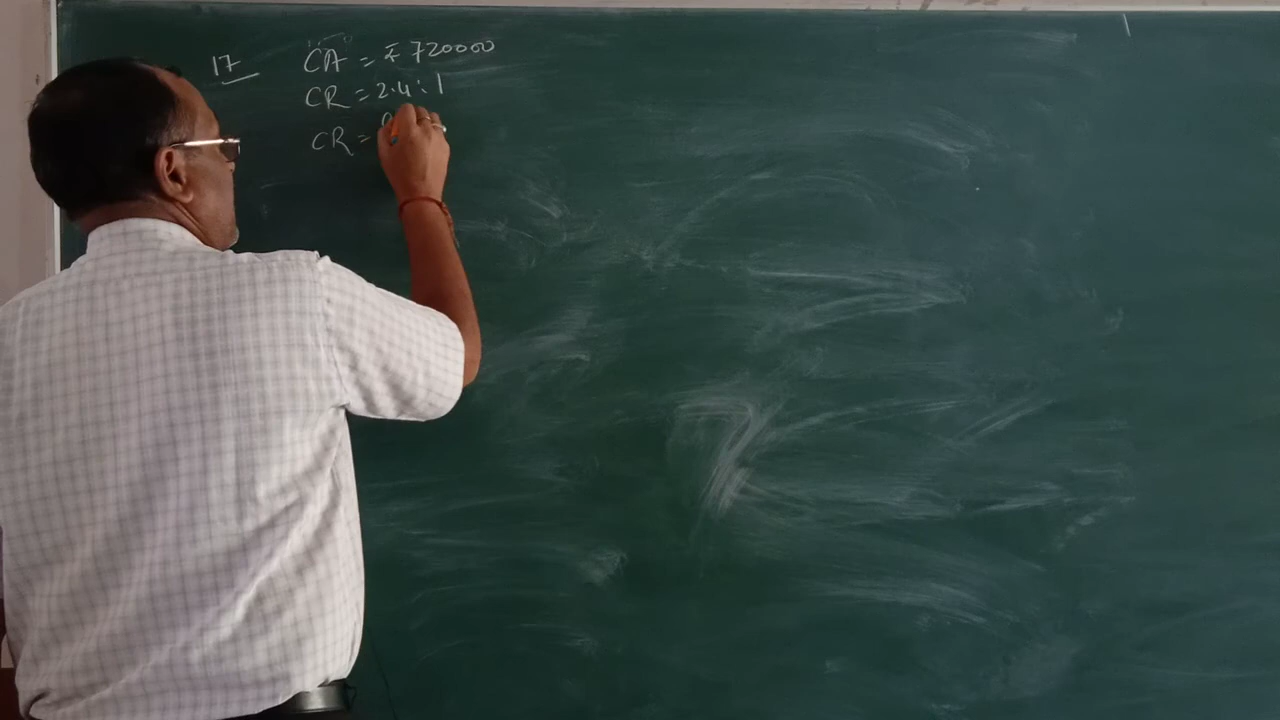 17 CA = ₹720000
CR = 2.4:1
CR =